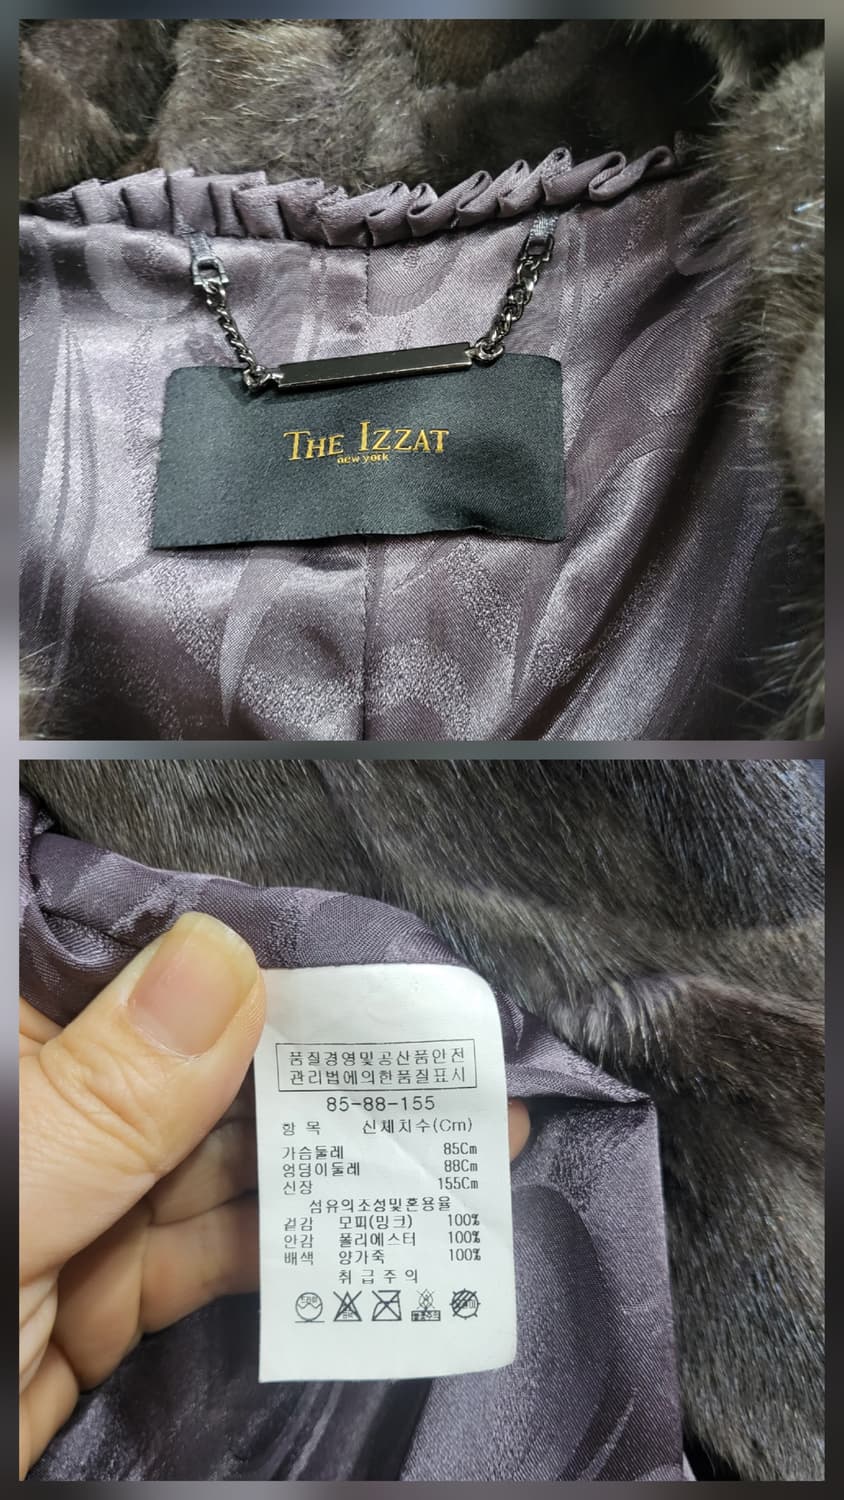 THE IZZAT
new york
품질경영및공산품안전
관리법에의한품질표시
85-88-155
항 목 신체치수(Cm)
가슴둘레 85Cm
엉덩이둘레 88Cm
신장 155Cm
섬유의조성및혼용율
겉감 모피(밍크) 100%
안감 폴리에스터 100%
배색 양가죽 100%
취 급 주 의